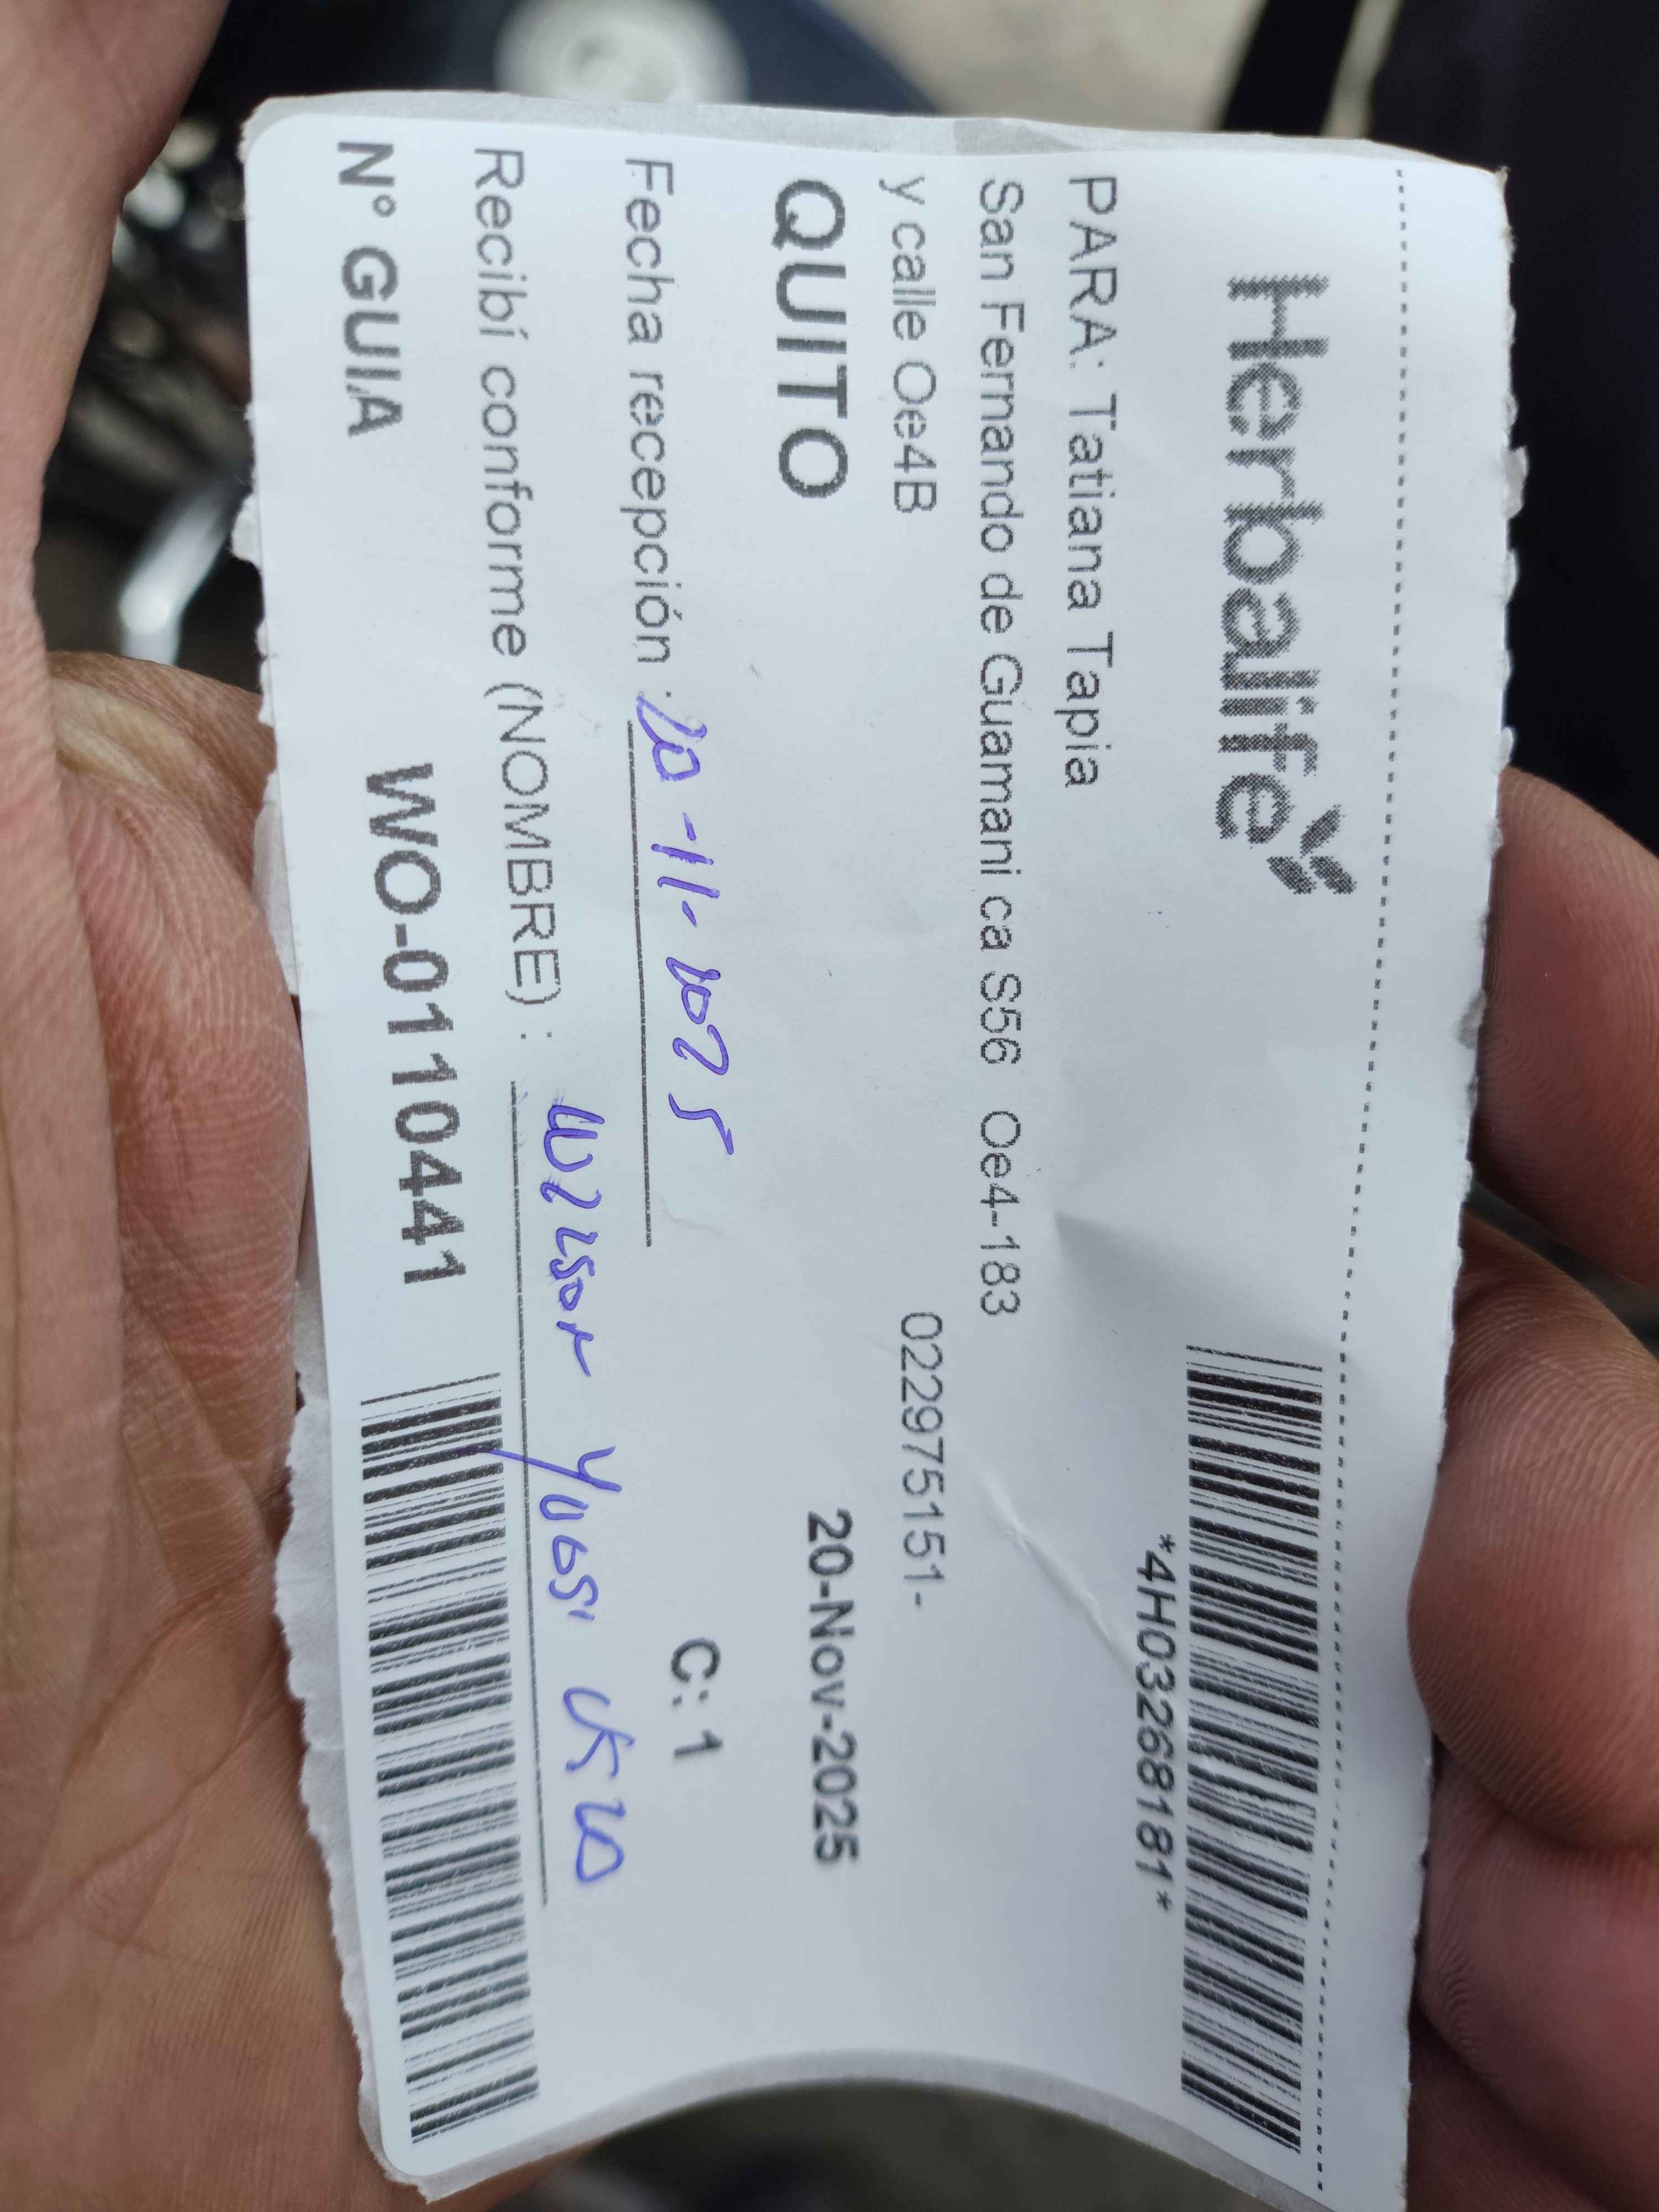 Herbalife
*4H03268181*
PARA: Tatiana Tapia
San Fernando de Guamani ca S56 Oe4-183
y calle Oe4B 022975151-
QUITO 20-Nov-2025
Fecha recepción : 20-11-2025 C: 1
Recibí conforme (NOMBRE) : Wilson
N° GUIA WO-0110441